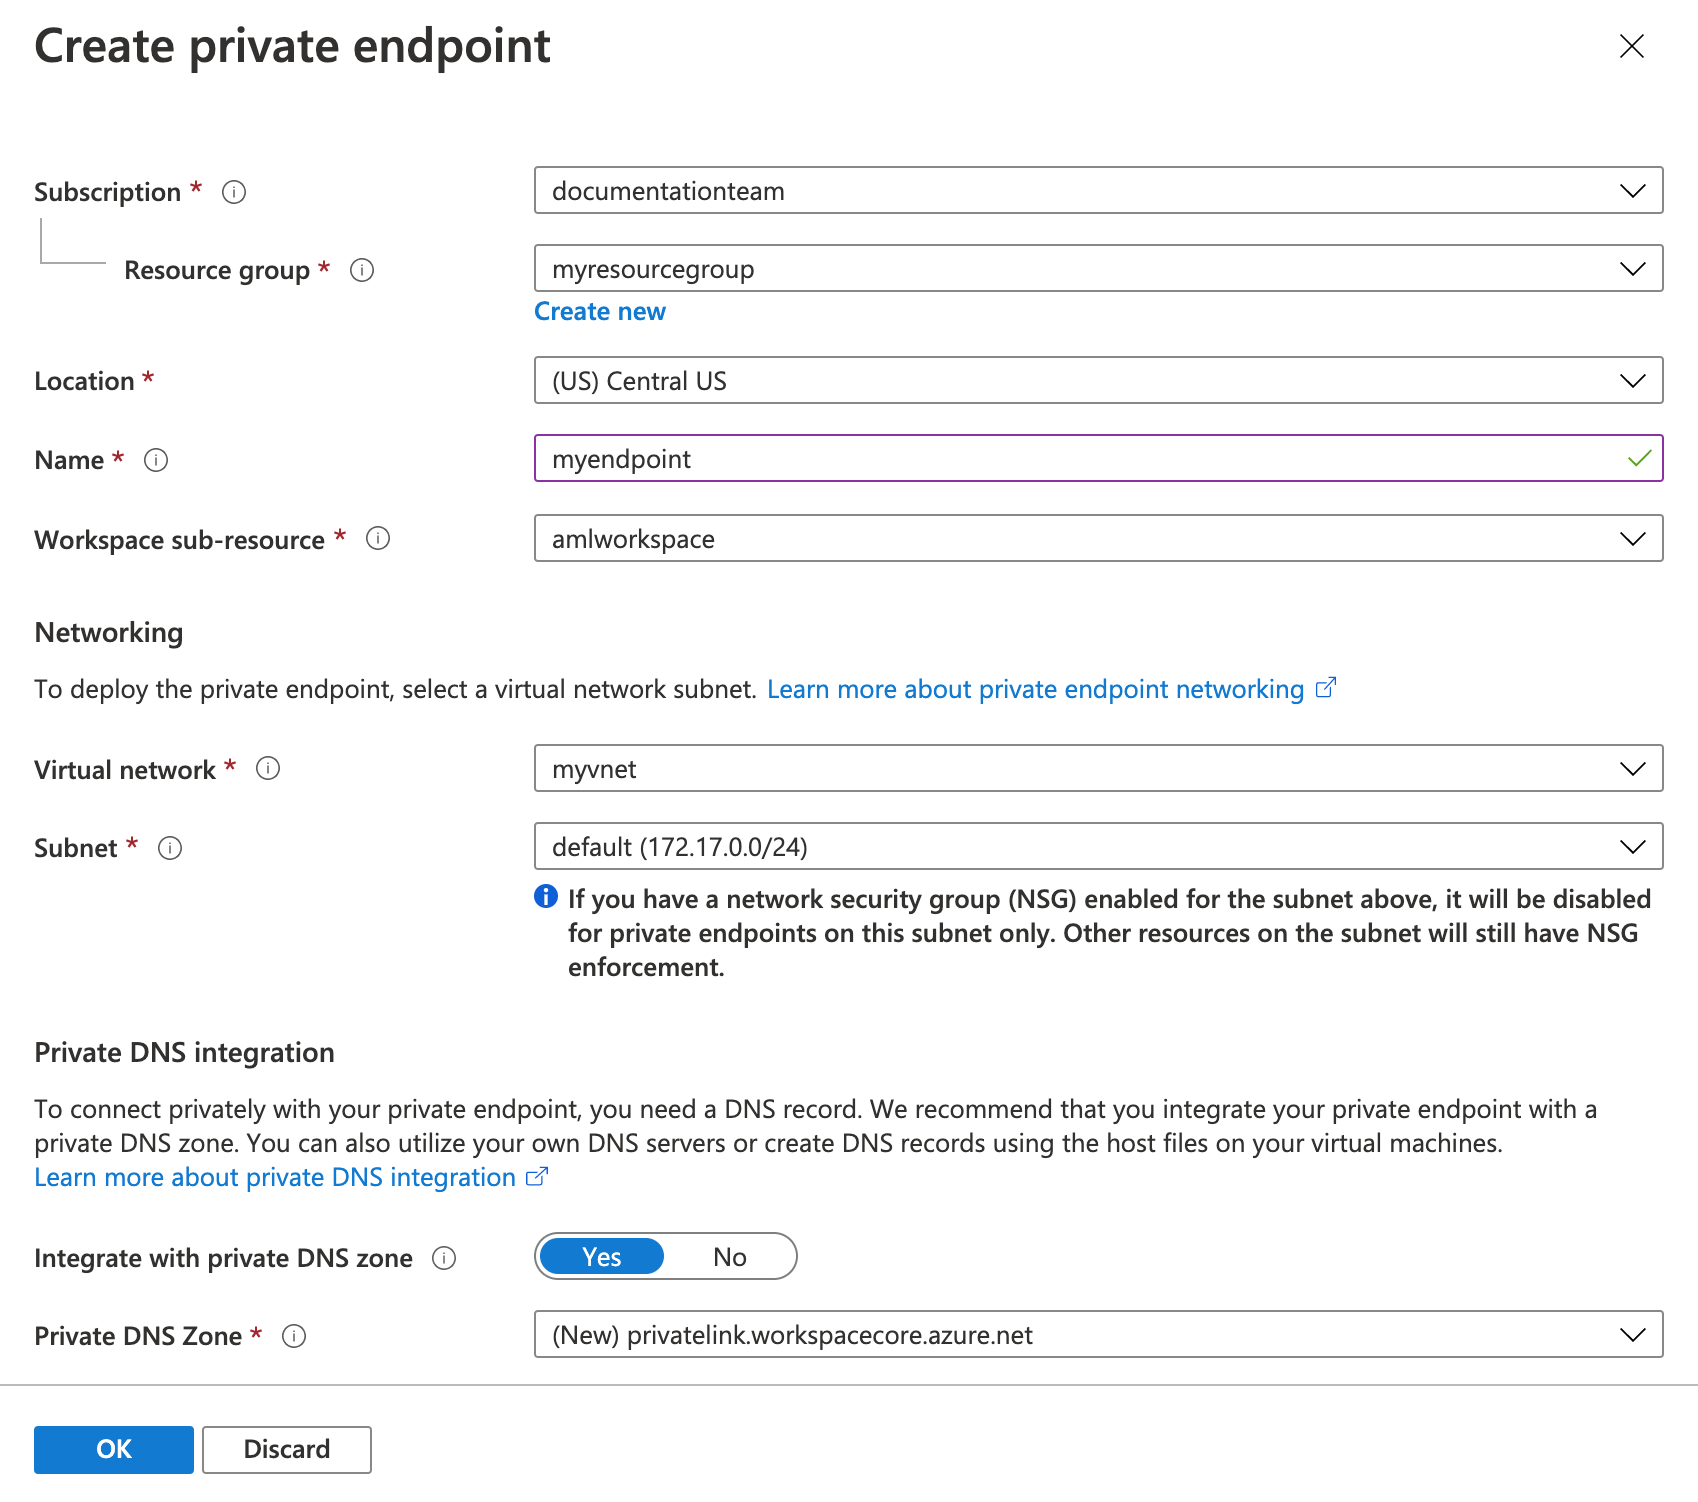 Create private endpoint
Subscription * documentationteam
Resource group * myresourcegroup
Create new
Location * (US) Central US
Name * myendpoint
Workspace sub-resource * amlworkspace
Networking
To deploy the private endpoint, select a virtual network subnet. Learn more about private endpoint networking
Virtual network * myvnet
Subnet * default (172.17.0.0/24)
If you have a network security group (NSG) enabled for the subnet above, it will be disabled
for private endpoints on this subnet only. Other resources on the subnet will still have NSG
enforcement.
Private DNS integration
To connect privately with your private endpoint, you need a DNS record. We recommend that you integrate your private endpoint with a
private DNS zone. You can also utilize your own DNS servers or create DNS records using the host files on your virtual machines.
Learn more about private DNS integration
Integrate with private DNS zone Yes No
Private DNS Zone * (New) privatelink.workspacecore.azure.net
OK Discard